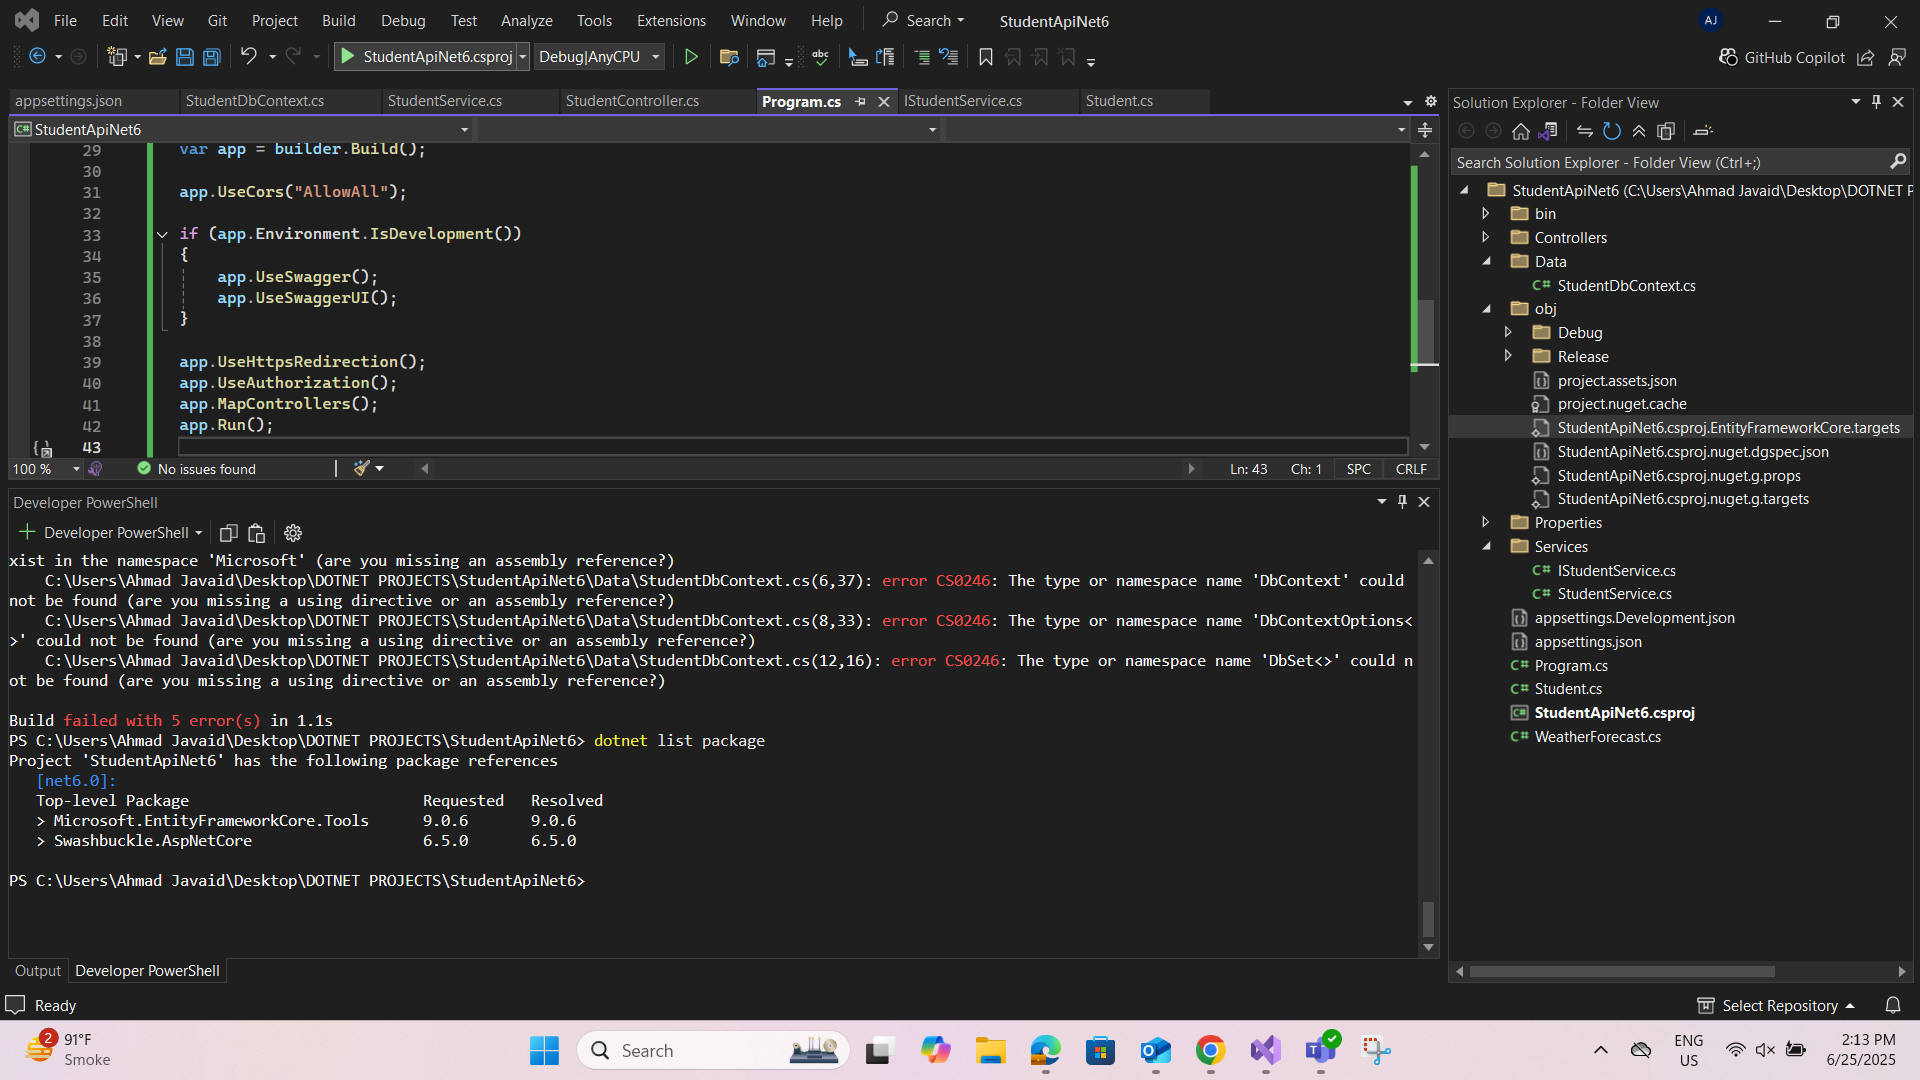 File Edit View Git Project Build Debug Test Analyze Tools Extensions Window Help Search StudentApiNet6 AJ
StudentApiNet6.csproj Debug|AnyCPU abc GitHub Copilot
appsettings.json StudentDbContext.cs StudentService.cs StudentController.cs Program.cs IStudentService.cs Student.cs
C# StudentApiNet6
29 var app = builder.Build();
30
31 app.UseCors("AllowAll");
32
33 if (app.Environment.IsDevelopment())
34 {
35 app.UseSwagger();
36 app.UseSwaggerUI();
37 }
38
39 app.UseHttpsRedirection();
40 app.UseAuthorization();
41 app.MapControllers();
42 app.Run();
43
100 % No issues found Ln: 43 Ch: 1 SPC CRLF
Developer PowerShell
Developer PowerShell
xist in the namespace 'Microsoft' (are you missing an assembly reference?)
C:\Users\Ahmad Javaid\Desktop\DOTNET PROJECTS\StudentApiNet6\Data\StudentDbContext.cs(6,37): error CS0246: The type or namespace name 'DbContext' could
not be found (are you missing a using directive or an assembly reference?)
C:\Users\Ahmad Javaid\Desktop\DOTNET PROJECTS\StudentApiNet6\Data\StudentDbContext.cs(8,33): error CS0246: The type or namespace name 'DbContextOptions<
>' could not be found (are you missing a using directive or an assembly reference?)
C:\Users\Ahmad Javaid\Desktop\DOTNET PROJECTS\StudentApiNet6\Data\StudentDbContext.cs(12,16): error CS0246: The type or namespace name 'DbSet<>' could n
ot be found (are you missing a using directive or an assembly reference?)
Build failed with 5 error(s) in 1.1s
PS C:\Users\Ahmad Javaid\Desktop\DOTNET PROJECTS\StudentApiNet6> dotnet list package
Project 'StudentApiNet6' has the following package references
[net6.0]:
Top-level Package Requested Resolved
> Microsoft.EntityFrameworkCore.Tools 9.0.6 9.0.6
> Swashbuckle.AspNetCore 6.5.0 6.5.0
PS C:\Users\Ahmad Javaid\Desktop\DOTNET PROJECTS\StudentApiNet6>
Output Developer PowerShell
Solution Explorer - Folder View
Search Solution Explorer - Folder View (Ctrl+;)
StudentApiNet6 (C:\Users\Ahmad Javaid\Desktop\DOTNET P
bin
Controllers
Data
C# StudentDbContext.cs
obj
Debug
Release
project.assets.json
project.nuget.cache
StudentApiNet6.csproj.EntityFrameworkCore.targets
StudentApiNet6.csproj.nuget.dgspec.json
StudentApiNet6.csproj.nuget.g.props
StudentApiNet6.csproj.nuget.g.targets
Properties
Services
C# IStudentService.cs
C# StudentService.cs
appsettings.Development.json
appsettings.json
C# Program.cs
C# Student.cs
C# StudentApiNet6.csproj
C# WeatherForecast.cs
Ready Select Repository
2 91°F
Smoke
Search
ENG
US
2:13 PM
6/25/2025